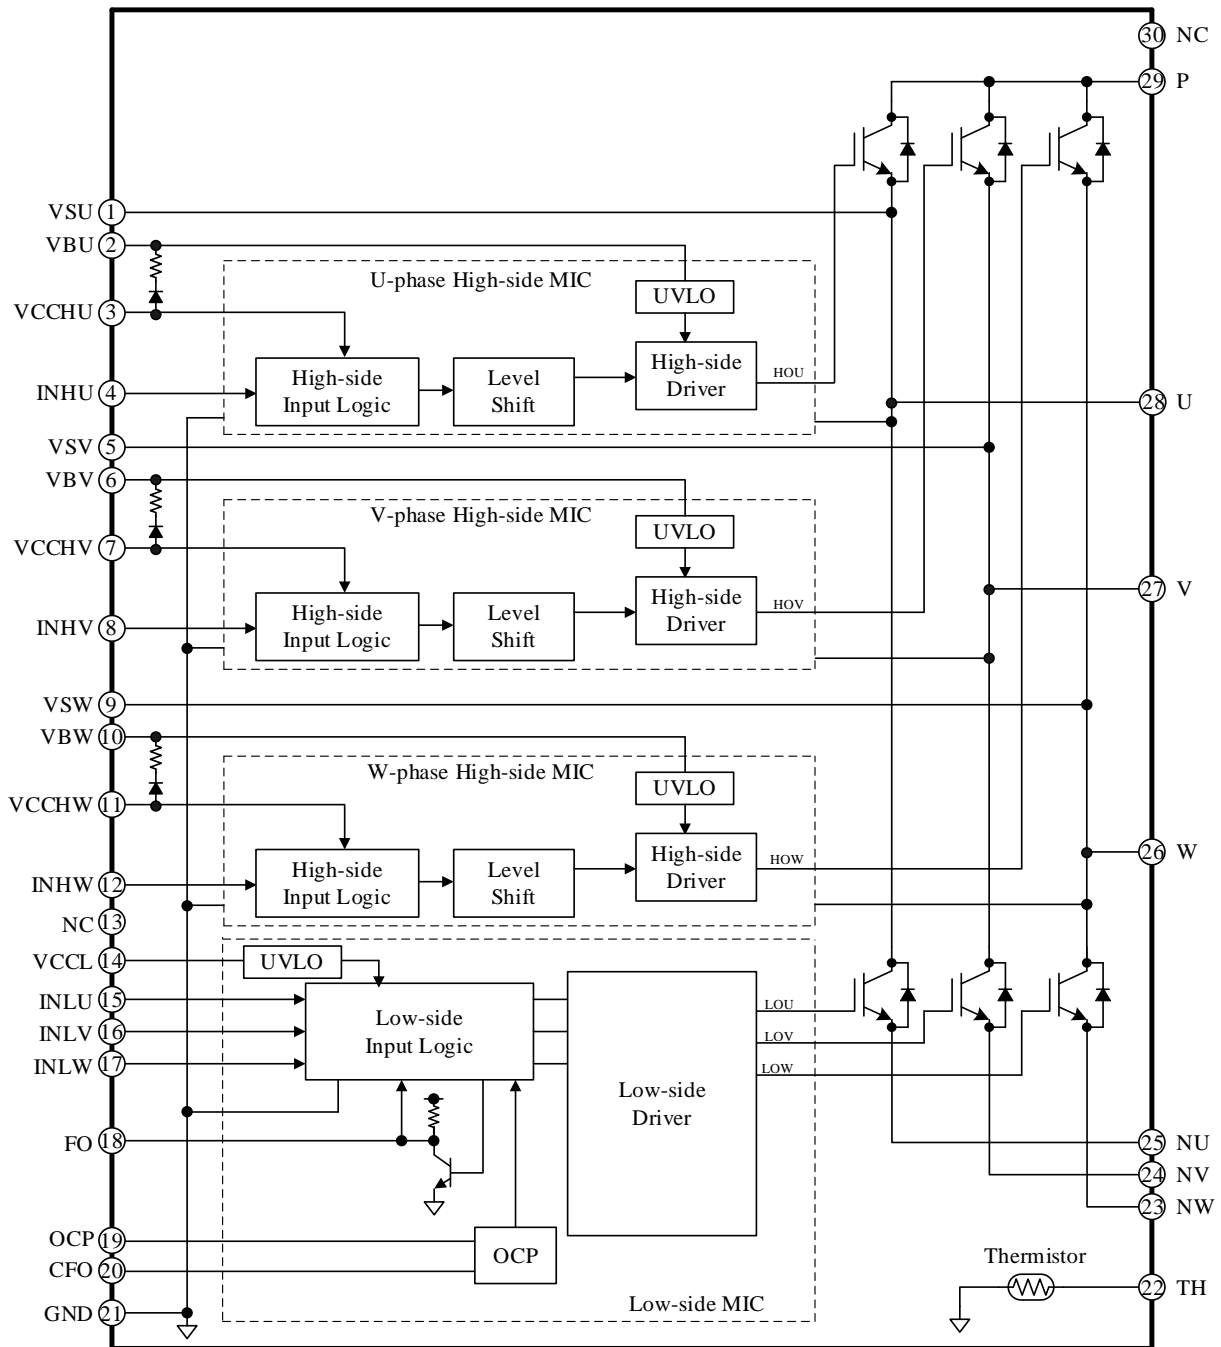 30 NC
29 P
VSU 1
VBU 2
U-phase High-side MIC
UVLO
VCCHU 3
High-side
Input Logic
Level
Shift
High-side
Driver
HOU
INHU 4
28 U
VSV 5
VBV 6
V-phase High-side MIC
UVLO
VCCHV 7
High-side
Input Logic
Level
Shift
High-side
Driver
HOV
27 V
INHV 8
VSW 9
VBW 10
W-phase High-side MIC
UVLO
VCCHW 11
High-side
Input Logic
Level
Shift
High-side
Driver
HOW
26 W
INHW 12
NC 13
VCCL 14
UVLO
INLU 15
INLV 16
INLW 17
Low-side
Input Logic
LOU
LOV
LOW
Low-side
Driver
FO 18
25 NU
24 NV
23 NW
OCP 19
CFO 20
OCP
Thermistor
22 TH
GND 21
Low-side MIC